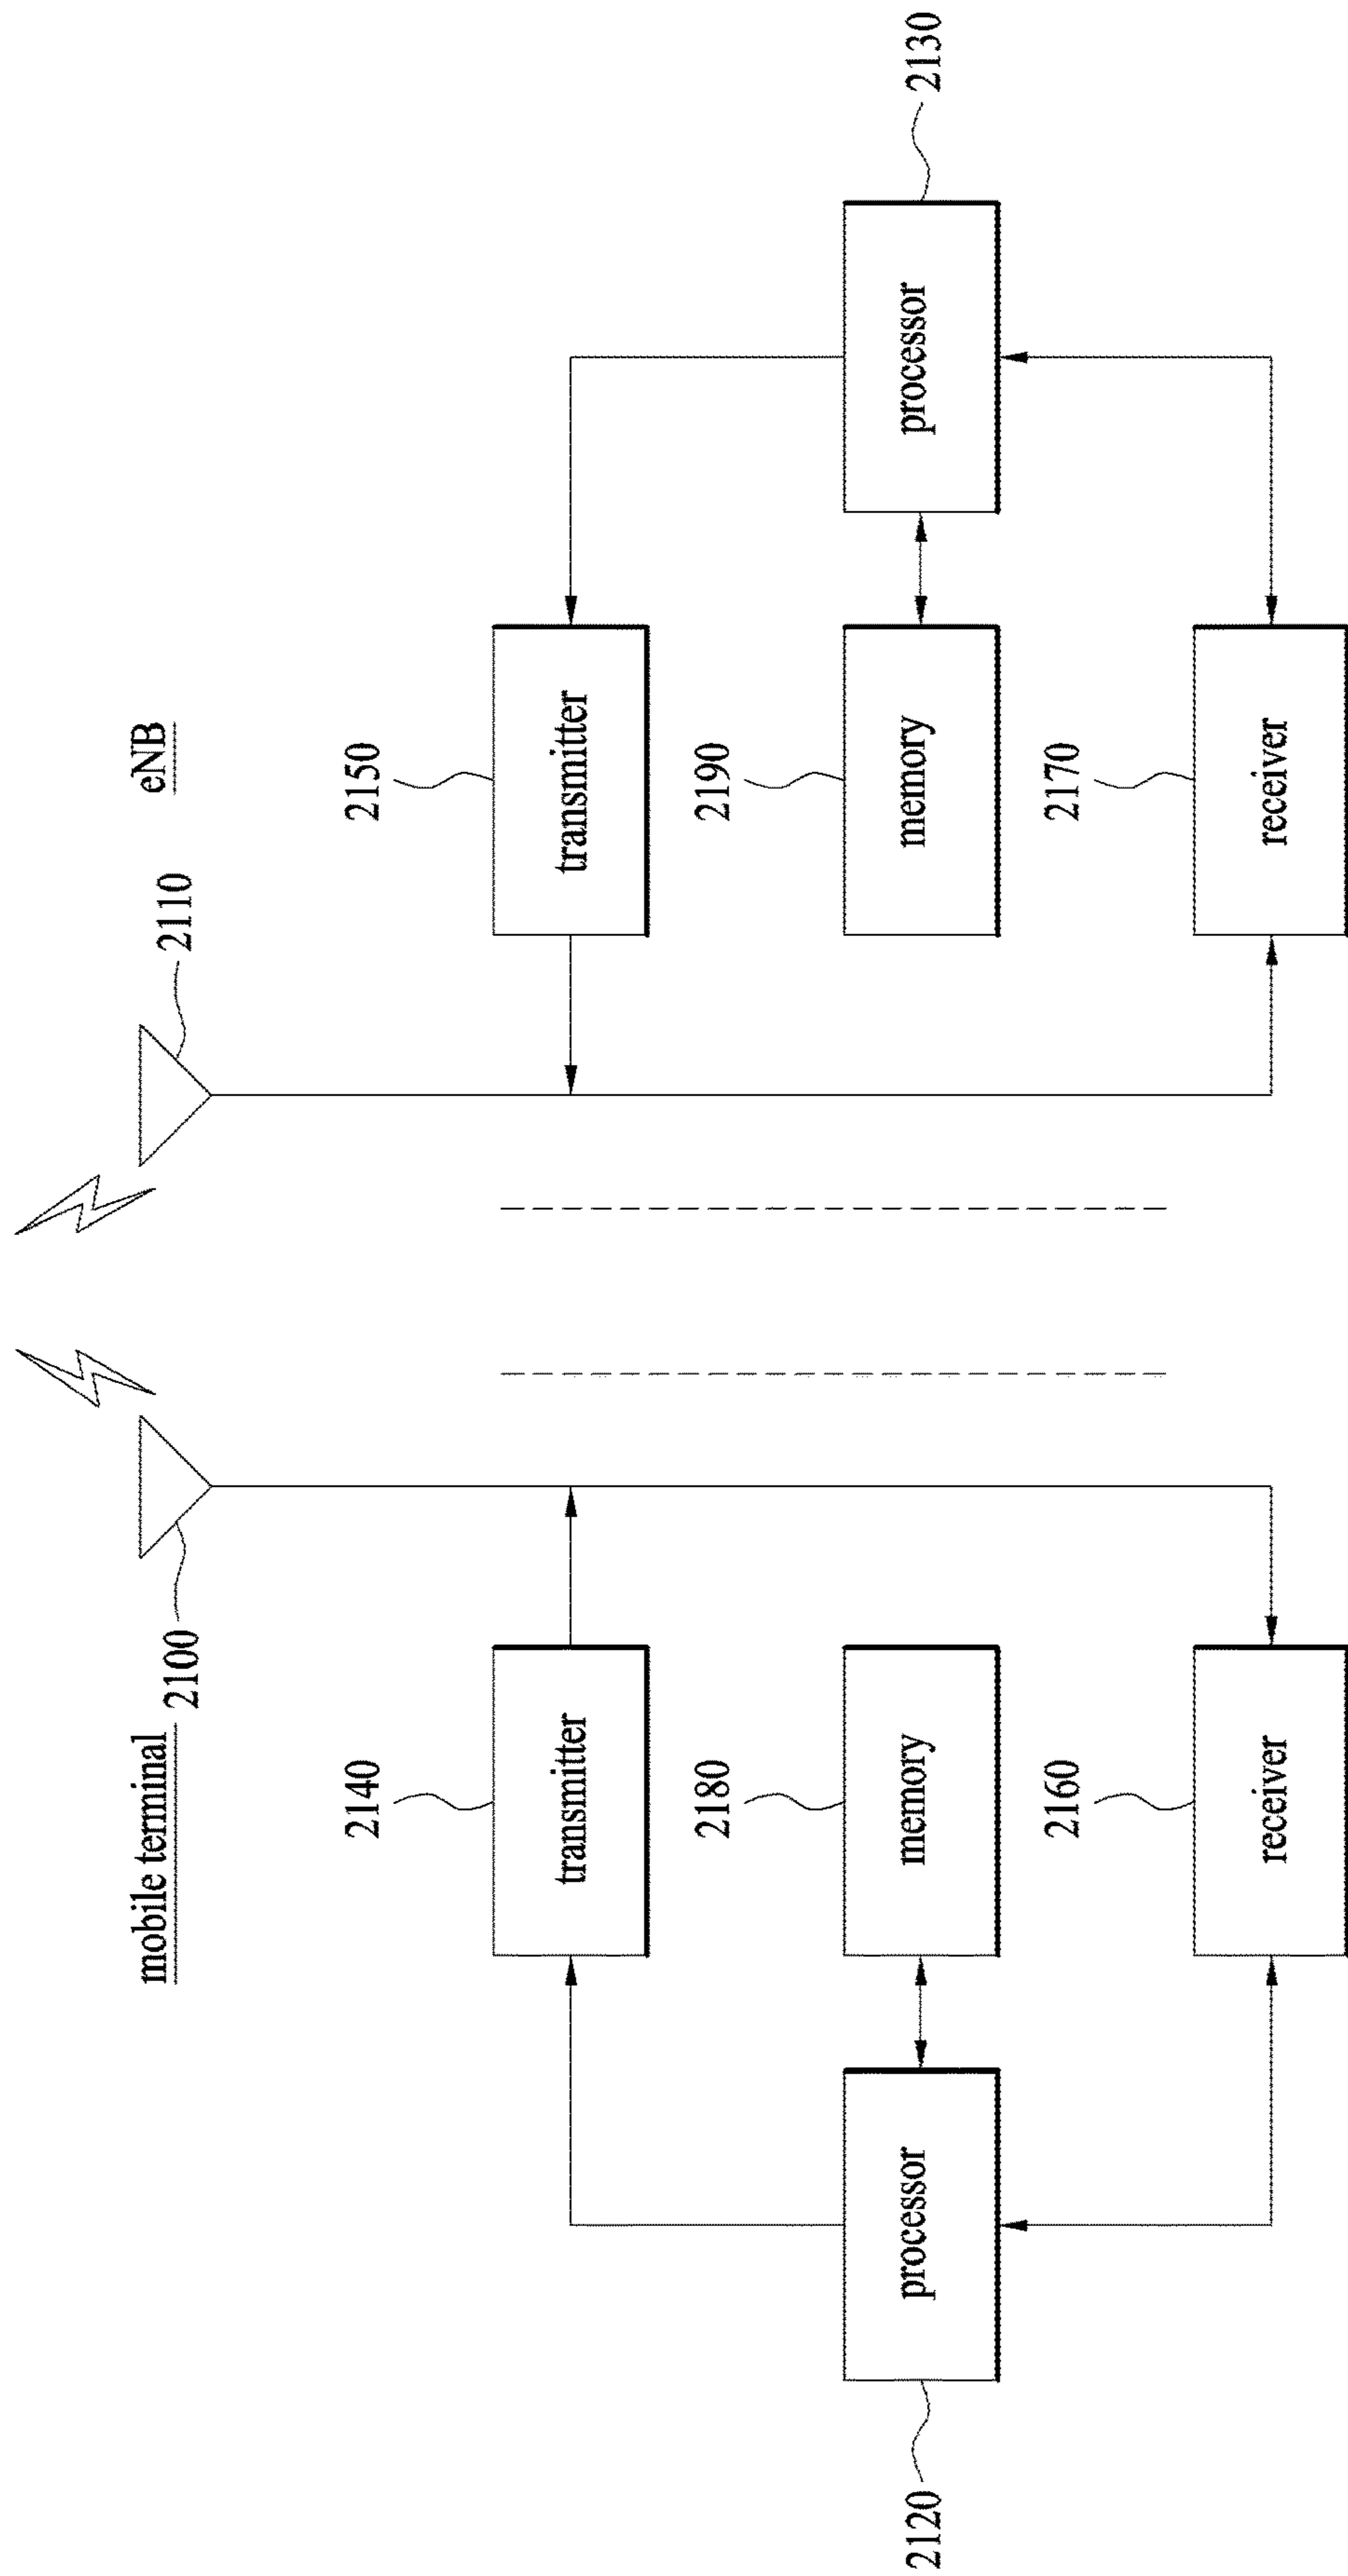 mobile terminal
2100
2110
eNB
2140
transmitter
2150
transmitter
2120
processor
2180
memory
2190
memory
processor
2130
2160
receiver
2170
receiver